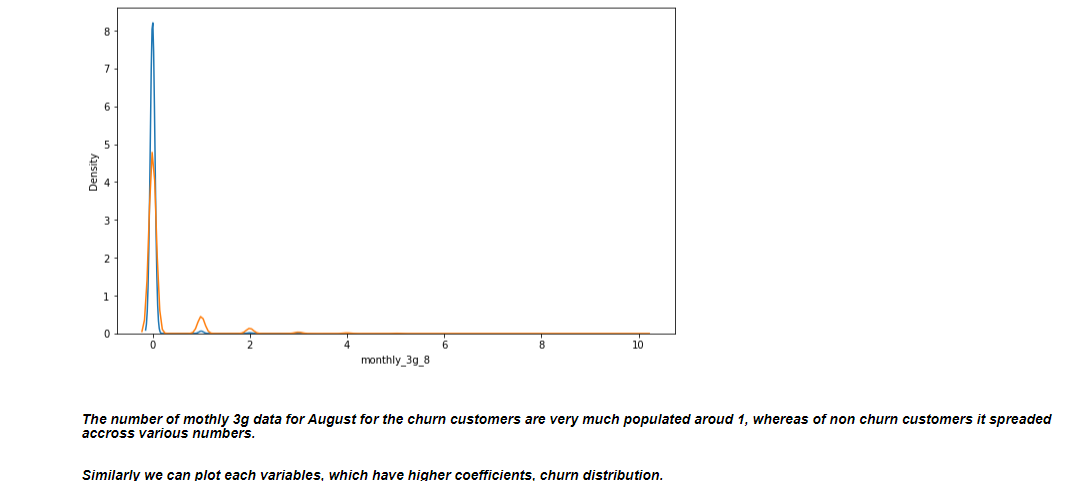 8
7
6
5
4
3
2
1
0
Density
0 2 4 6 8 10
monthly_3g_8
The number of mothly 3g data for August for the churn customers are very much populated aroud 1, whereas of non churn customers it spreaded
accross various numbers.
Similarly we can plot each variables, which have higher coefficients, churn distribution.